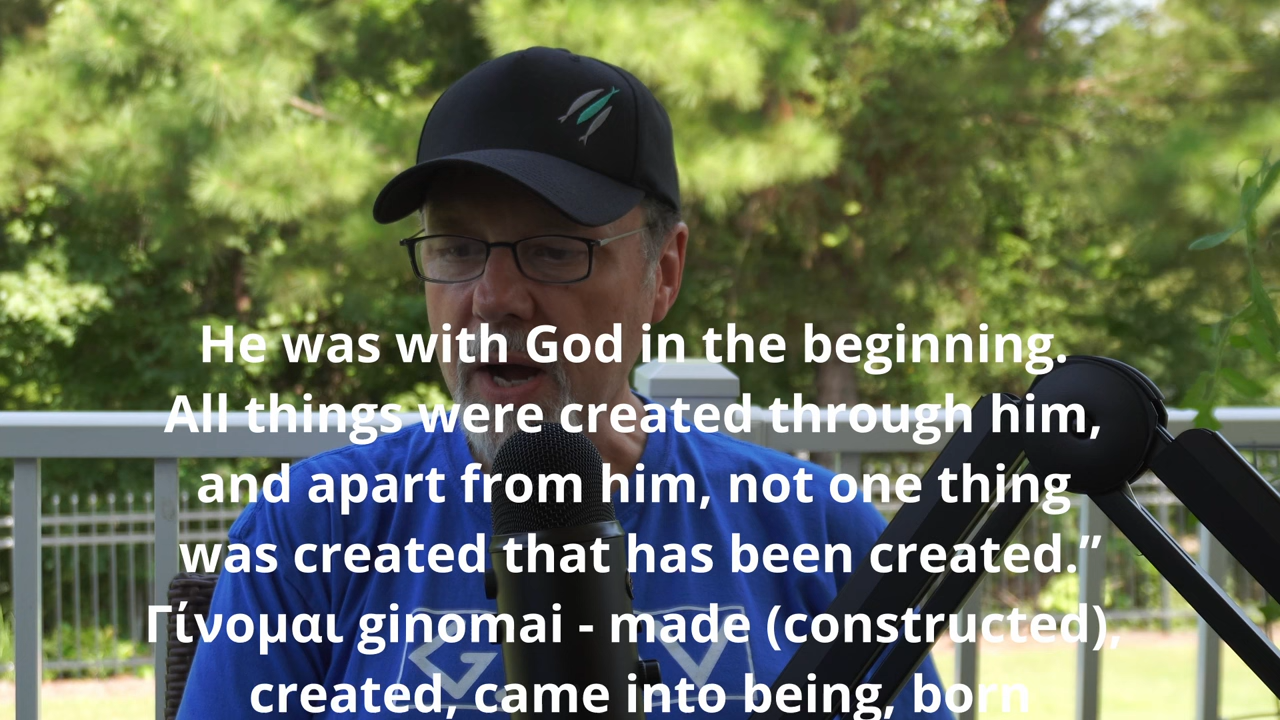 He was with God in the beginning.
All things were created through him,
and apart from him, not one thing
was created that has been created.”
Γίνομαι ginomai - made (constructed),
created, came into being, born
G V